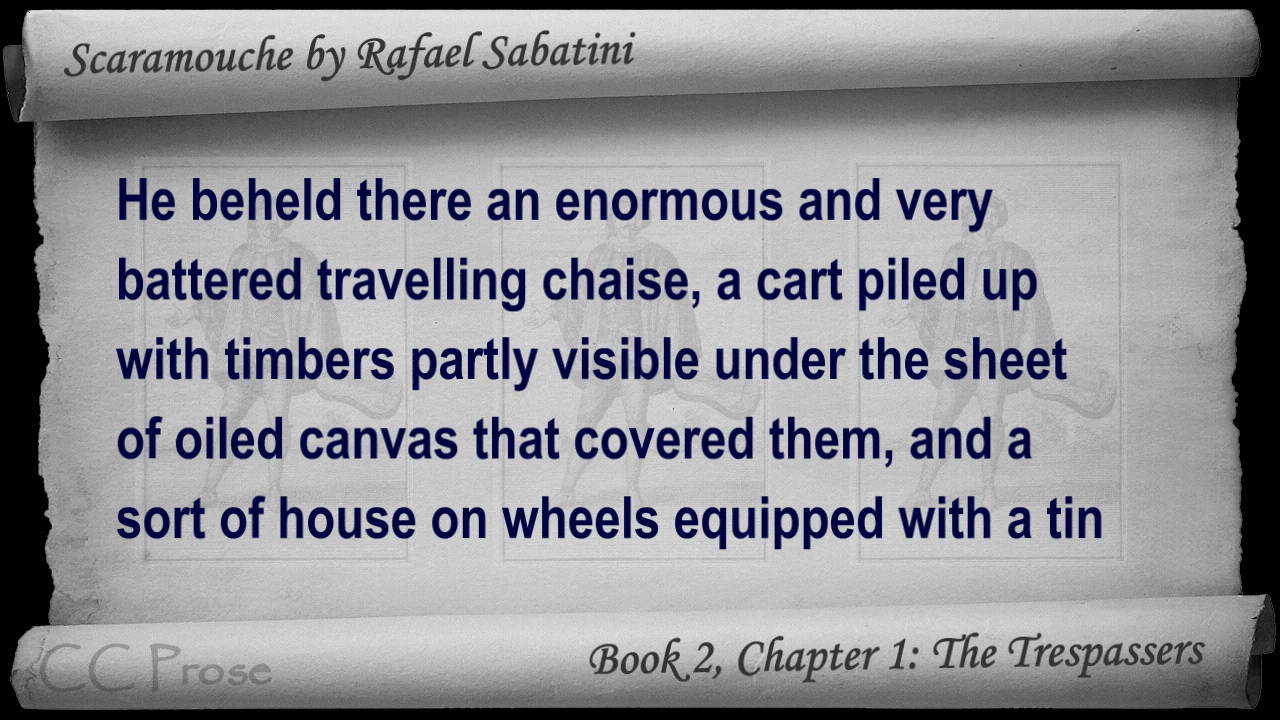 Scaramouche by Rafael Sabatini
He beheld there an enormous and very
battered travelling chaise, a cart piled up
with timbers partly visible under the sheet
of oiled canvas that covered them, and a
sort of house on wheels equipped with a tin
CC Prose
Book 2, Chapter 1: The Trespassers